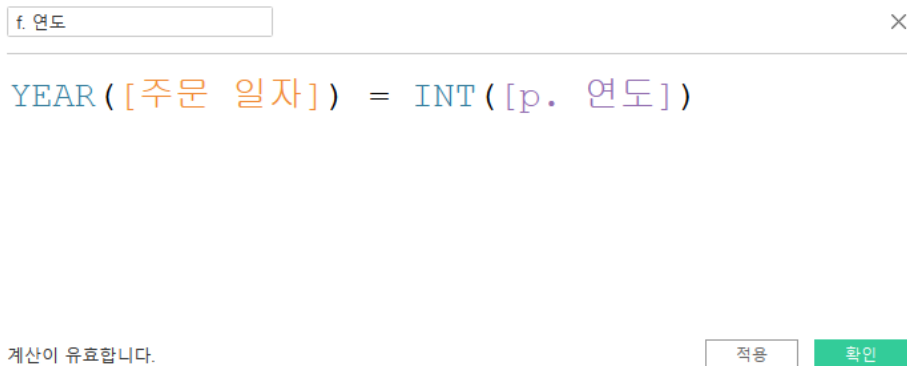 f. 연도
YEAR([주문 일자]) = INT([p. 연도])
계산이 유효합니다.
적용
확인